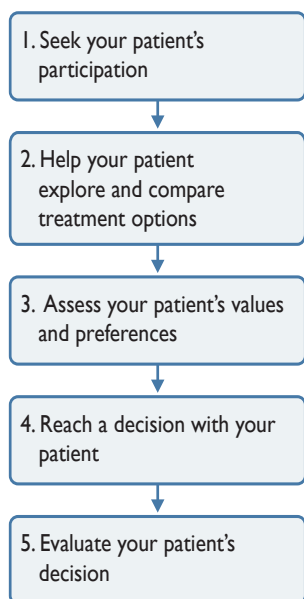 1. Seek your patient's
participation
2. Help your patient
explore and compare
treatment options
3. Assess your patient's values
and preferences
4. Reach a decision with your
patient
5. Evaluate your patient's
decision